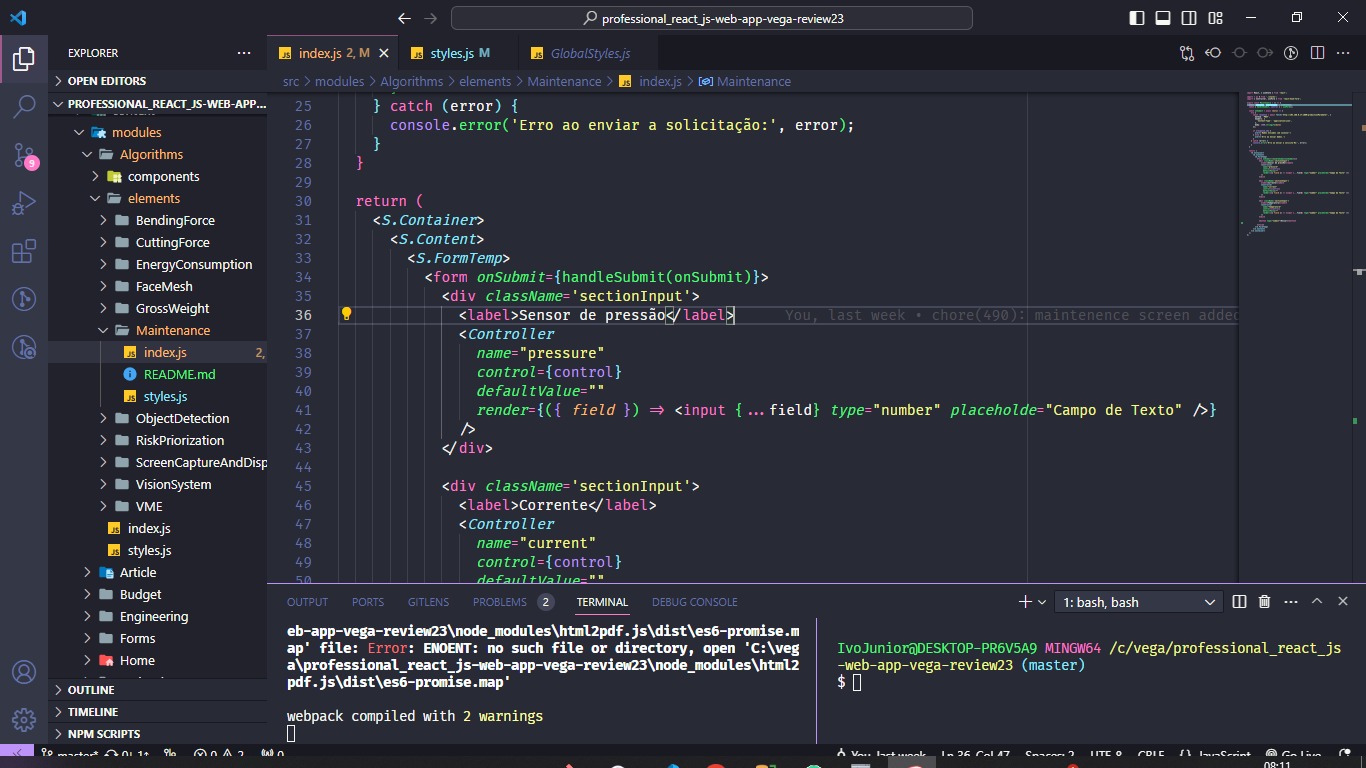 professional_react_js-web-app-vega-review23
EXPLORER
OPEN EDITORS
PROFESSIONAL_REACT_JS-WEB-APP...
modules
Algorithms
components
elements
BendingForce
CuttingForce
EnergyConsumption
FaceMesh
GrossWeight
Maintenance
index.js 2,
README.md
styles.js
ObjectDetection
RiskPriorization
ScreenCaptureAndDisp
VisionSystem
VME
index.js
styles.js
Article
Budget
Engineering
Forms
Home
OUTLINE
TIMELINE
NPM SCRIPTS
9
index.js 2, M
styles.js M
GlobalStyles.js
src > modules > Algorithms > elements > Maintenance > index.js > Maintenance
25 } catch (error) {
26 console.error('Erro ao enviar a solicitação:', error);
27 }
28 }
29
30 return (
31 <S.Container>
32 <S.Content>
33 <S.FormTemp>
34 <form onSubmit={handleSubmit(onSubmit)}>
35 <div className='sectionInput'>
36 <label>Sensor de pressão</label> You, last week • chore(490): maintenence screen added
37 <Controller
38 name="pressure"
39 control={control}
40 defaultValue=""
41 render={({ field }) => <input {...field} type="number" placeholde="Campo de Texto" />}
42 />
43 </div>
44
45 <div className='sectionInput'>
46 <label>Corrente</label>
47 <Controller
48 name="current"
49 control={control}
50 defaultValue=""
OUTPUT PORTS GITLENS PROBLEMS 2 TERMINAL DEBUG CONSOLE
1: bash, bash
eb-app-vega-review23\node_modules\html2pdf.js\dist\es6-promise.m
ap' file: Error: ENOENT: no such file or directory, open 'C:\veg
a\professional_react_js-web-app-vega-review23\node_modules\html2
pdf.js\dist\es6-promise.map'
webpack compiled with 2 warnings
IvoJunior@DESKTOP-PR6V5A9 MINGW64 /c/vega/professional_react_js
-web-app-vega-review23 (master)
$
master* 0↓ 1↑ 0 2 0 You, last week Ln 36, Col 47 Spaces: 2 UTF-8 CRLF {} JavaScript Go Live
08:11